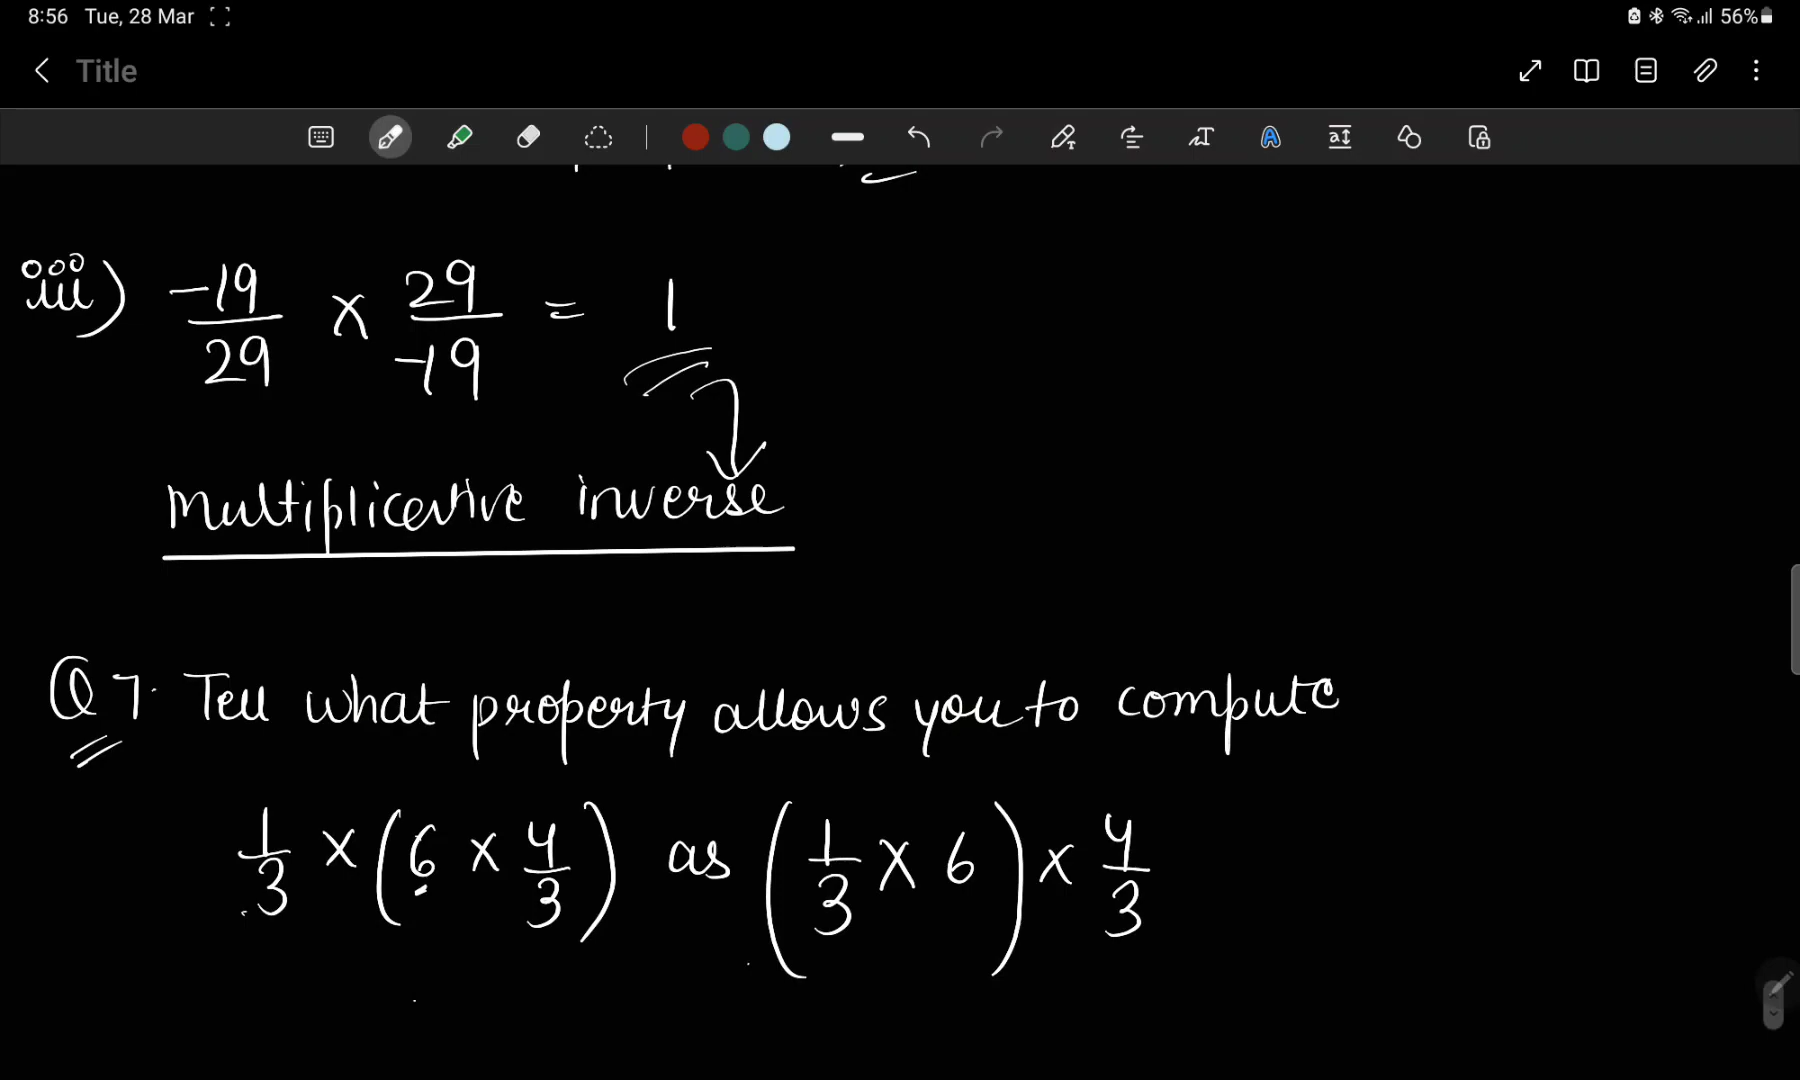 8:56 Tue, 28 Mar 56%
Title
iii) -19/29 × 29/-19 = 1
Multiplicative inverse
Q7. Tell what property allows you to compute
1/3 × (6 × 4/3) as (1/3 × 6) × 4/3